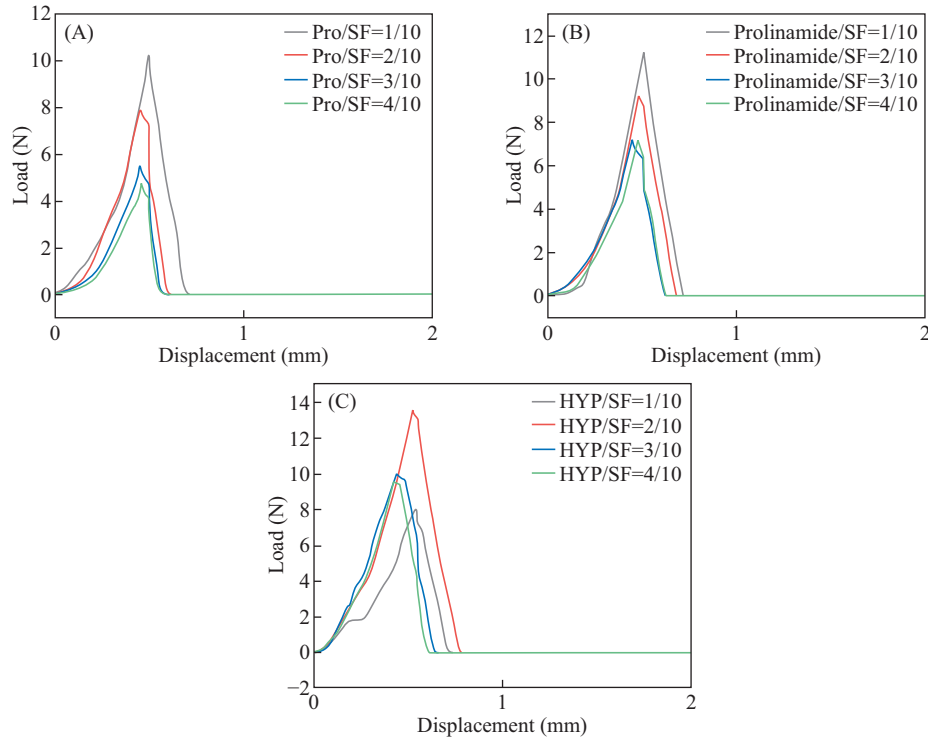 (A)
Pro/SF=1/10
Pro/SF=2/10
Pro/SF=3/10
Pro/SF=4/10
12
10
8
6
4
2
0
Load (N)
0
1
2
Displacement (mm)
(B)
Prolinamide/SF=1/10
Prolinamide/SF=2/10
Prolinamide/SF=3/10
Prolinamide/SF=4/10
12
10
8
6
4
2
0
Load (N)
0
1
2
Displacement (mm)
(C)
HYP/SF=1/10
HYP/SF=2/10
HYP/SF=3/10
HYP/SF=4/10
14
12
10
8
6
4
2
0
−2
Load (N)
0
1
2
Displacement (mm)